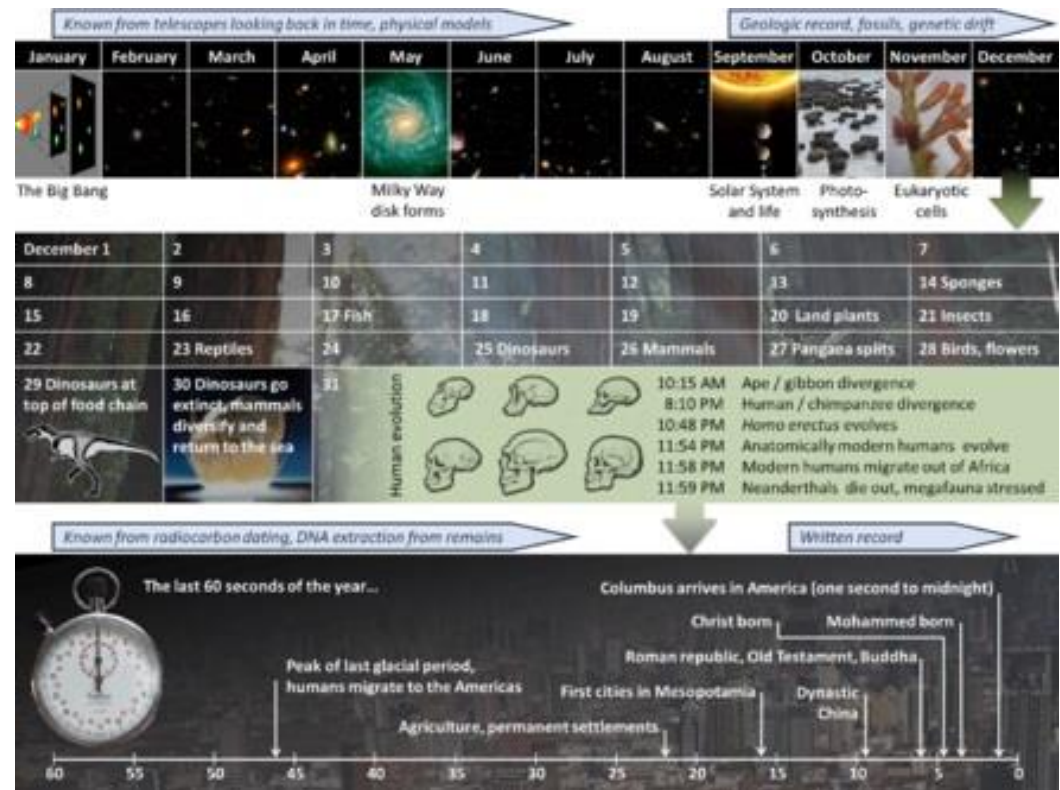 Known from telescopes looking back in time, physical models
Geologic record, fossils, genetic drift
January February March April May June July August September October November December
The Big Bang
Milky Way
disk forms
Solar System
and life
Photo-
synthesis
Eukaryotic
cells
December 1 2 3 4 5 6 7
8 9 10 11 12 13 14 Sponges
15 16 17 Fish 18 19 20 Land plants 21 Insects
22 23 Reptiles 24 25 Dinosaurs 26 Mammals 27 Pangaea splits 28 Birds, flowers
29 Dinosaurs at
top of food chain
30 Dinosaurs go
extinct, mammals
diversify and
return to the sea
31
Human evolution
10:15 AM Ape / gibbon divergence
8:10 PM Human / chimpanzee divergence
10:48 PM Homo erectus evolves
11:54 PM Anatomically modern humans evolve
11:58 PM Modern humans migrate out of Africa
11:59 PM Neanderthals die out, megafauna stressed
Known from radiocarbon dating, DNA extraction from remains
Written record
The last 60 seconds of the year...
Columbus arrives in America (one second to midnight)
Christ born
Mohammed born
Roman republic, Old Testament, Buddha
Peak of last glacial period,
humans migrate to the Americas
First cities in Mesopotamia
Dynastic
China
Agriculture, permanent settlements
60 55 50 45 40 35 30 25 20 15 10 5 0